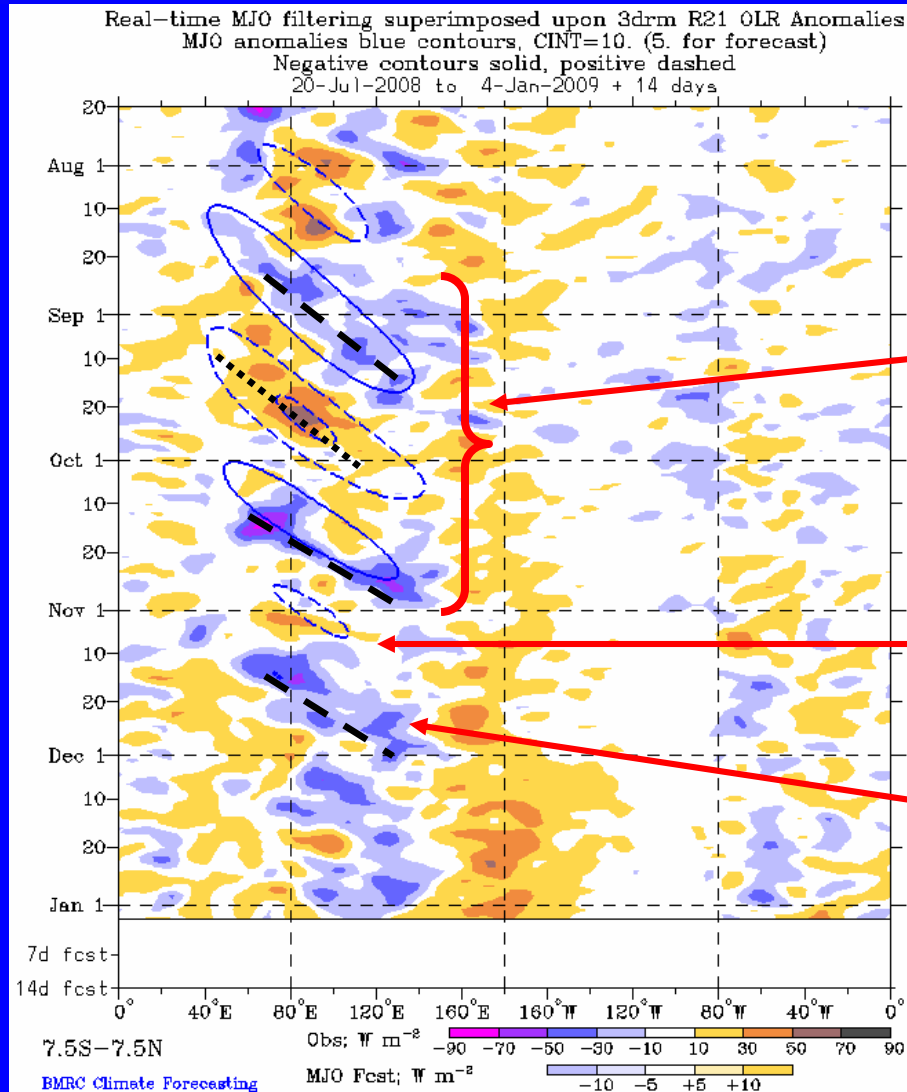 Real-time MJO filtering superimposed upon 3drm R21 OLR Anomalies
MJO anomalies blue contours, CINT=10. (5. for forecast)
Negative contours solid, positive dashed
20-Jul-2008 to 4-Jan-2009 + 14 days
20
Aug 1
10
20
Sep 1
10
20
Oct 1
10
20
Nov 1
10
20
Dec 1
10
20
Jan 1
7d fcst
14d fcst
0° 40°E 80°E 120°E 160°E 160°W 120°W 80°W 40°W 0°
7.5S-7.5N
Obs; W m⁻²
-90 -70 -50 -30 -10 10 30 50 70 90
MJO Fcst; W m⁻²
-10 -5 +5 +10
BMRC Climate Forecasting